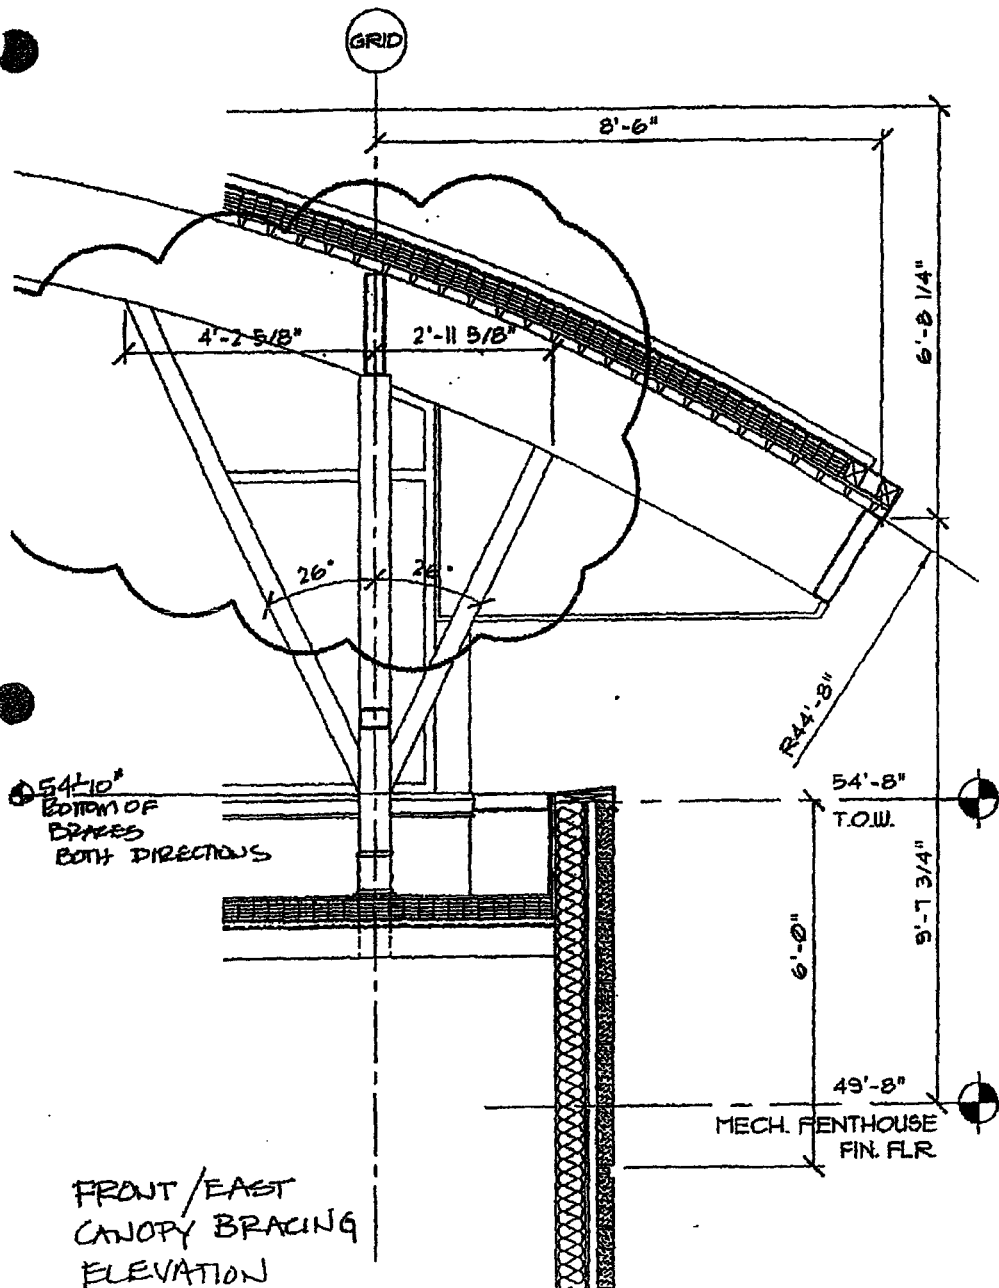 GRID
8'-6"
6'-8 1/4"
4'-2 5/8"
2'-11 5/8"
26°
26°
R44'-8"
54'-10"
BOTTOM OF
BRACES
BOTH DIRECTIONS
54'-8"
T.O.W.
9'-7 3/4"
6'-0"
49'-8"
MECH. PENTHOUSE
FIN. FLR.
FRONT / EAST
CANOPY BRACING
ELEVATION